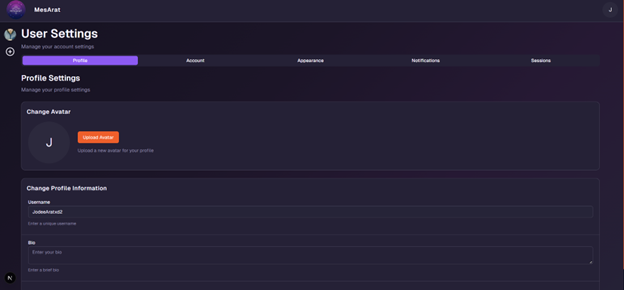 MesArat
J
User Settings
Manage your account settings
Profile
Account
Appearance
Notifications
Sessions
Profile Settings
Manage your profile settings
Change Avatar
J
Upload Avatar
Upload a new avatar for your profile
Change Profile Information
Username
JodesAratxd2
Enter a unique username
Bio
Enter your bio
Enter a brief bio
N